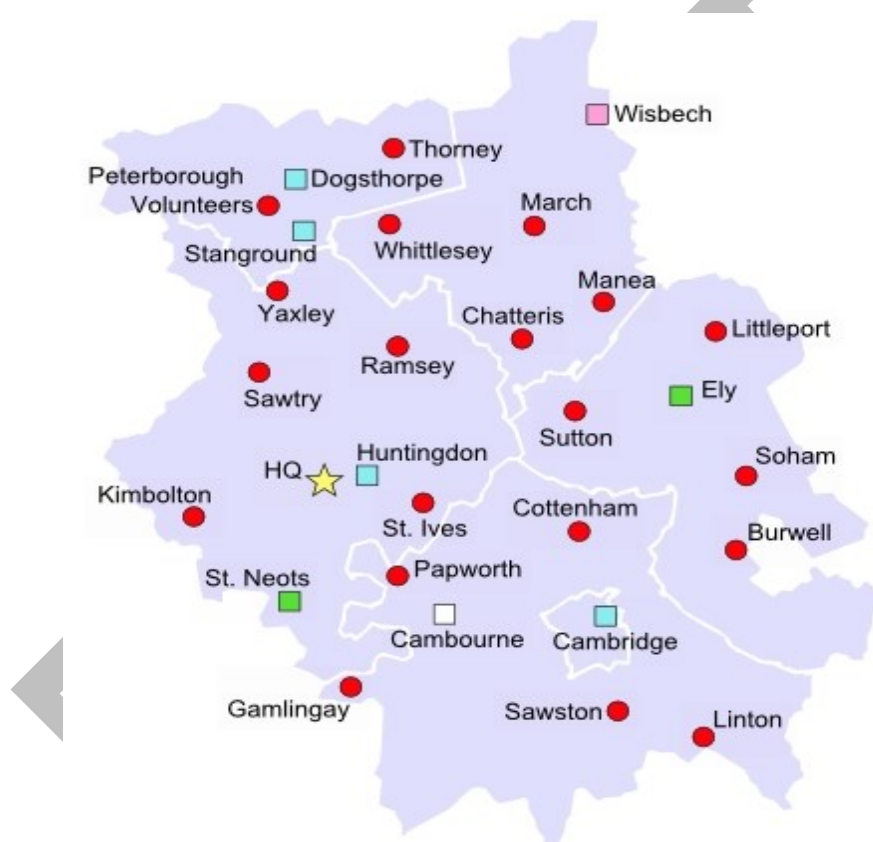 Wisbech
Thorney
Peterborough
Volunteers
Dogsthorpe
March
Stanground
Whittlesey
Manea
Yaxley
Chatteris
Littleport
Ramsey
Sawtry
Ely
Sutton
Huntingdon
HQ
Soham
Kimbolton
St. Ives
Cottenham
Burwell
St. Neots
Papworth
Cambourne
Cambridge
Gamlingay
Sawston
Linton